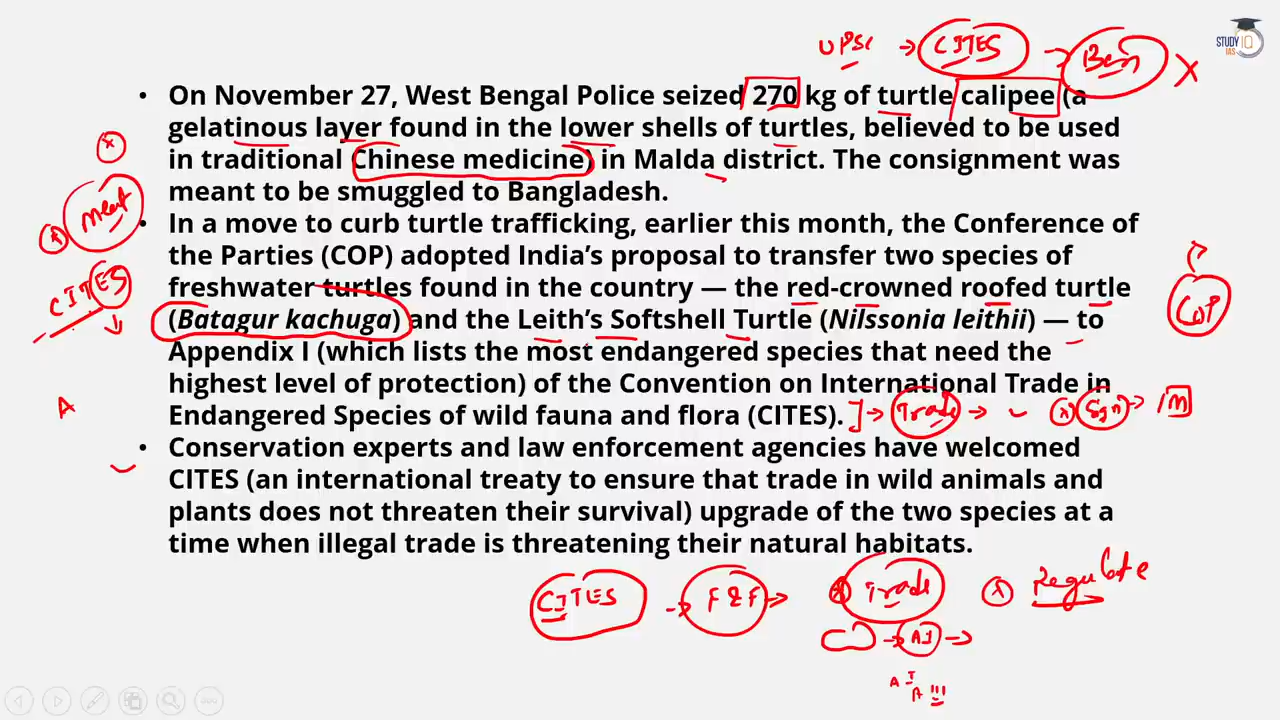 UPSC → CITES → Ban X
STUDY IQ
IAS
• On November 27, West Bengal Police seized 270 kg of turtle calipee (a
gelatinous layer found in the lower shells of turtles, believed to be used
in traditional Chinese medicine) in Malda district. The consignment was
meant to be smuggled to Bangladesh.
Meat
• In a move to curb turtle trafficking, earlier this month, the Conference of
the Parties (COP) adopted India’s proposal to transfer two species of
freshwater turtles found in the country — the red-crowned roofed turtle
CITES
COP
(Batagur kachuga) and the Leith’s Softshell Turtle (Nilssonia leithii) — to
Appendix I (which lists the most endangered species that need the
highest level of protection) of the Convention on International Trade in
A
Endangered Species of wild fauna and flora (CITES). → Trade →
• Conservation experts and law enforcement agencies have welcomed
CITES (an international treaty to ensure that trade in wild animals and
plants does not threaten their survival) upgrade of the two species at a
time when illegal trade is threatening their natural habitats.
CITES → F & F → Trade Regulate
→ AI →
A I
A III